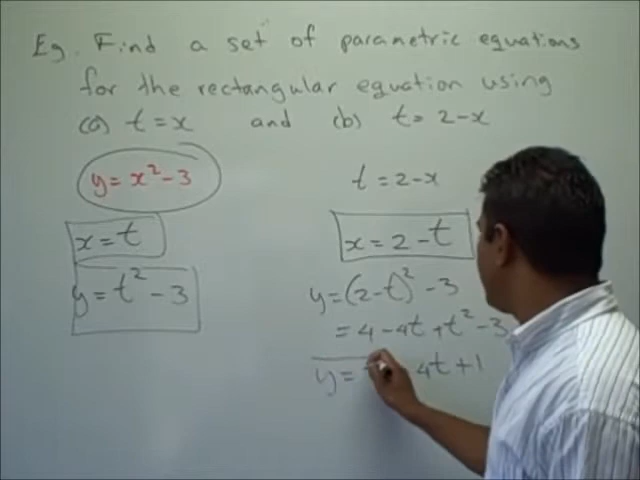 Eg. Find a set of parametric equations
for the rectangular equation using
(a) t = x and (b) t = 2-x
y = x² - 3
x = t
y = t² - 3
t = 2-x
x = 2 - t
y = (2-t)² - 3
= 4 - 4t + t² - 3
y = 4t + 1